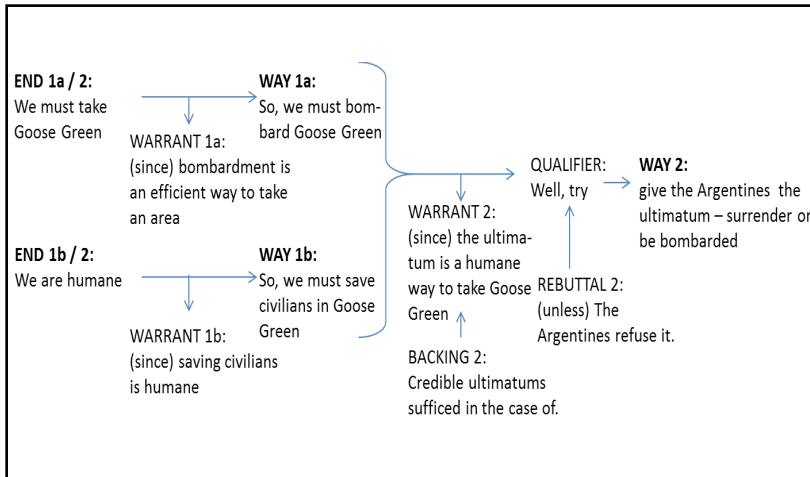 END 1a / 2:
We must take
Goose Green
WAY 1a:
So, we must bom-
bard Goose Green
WARRANT 1a:
(since) bombardment is
an efficient way to take
an area
END 1b / 2:
We are humane
WAY 1b:
So, we must save
civilians in Goose
Green
WARRANT 1b:
(since) saving civilians
is humane
WARRANT 2:
(since) the ultima-
tum is a humane
way to take Goose
Green
BACKING 2:
Credible ultimatums
sufficed in the case of.
QUALIFIER:
Well, try
REBUTTAL 2:
(unless) The
Argentines refuse it.
WAY 2:
give the Argentines the
ultimatum – surrender or
be bombarded